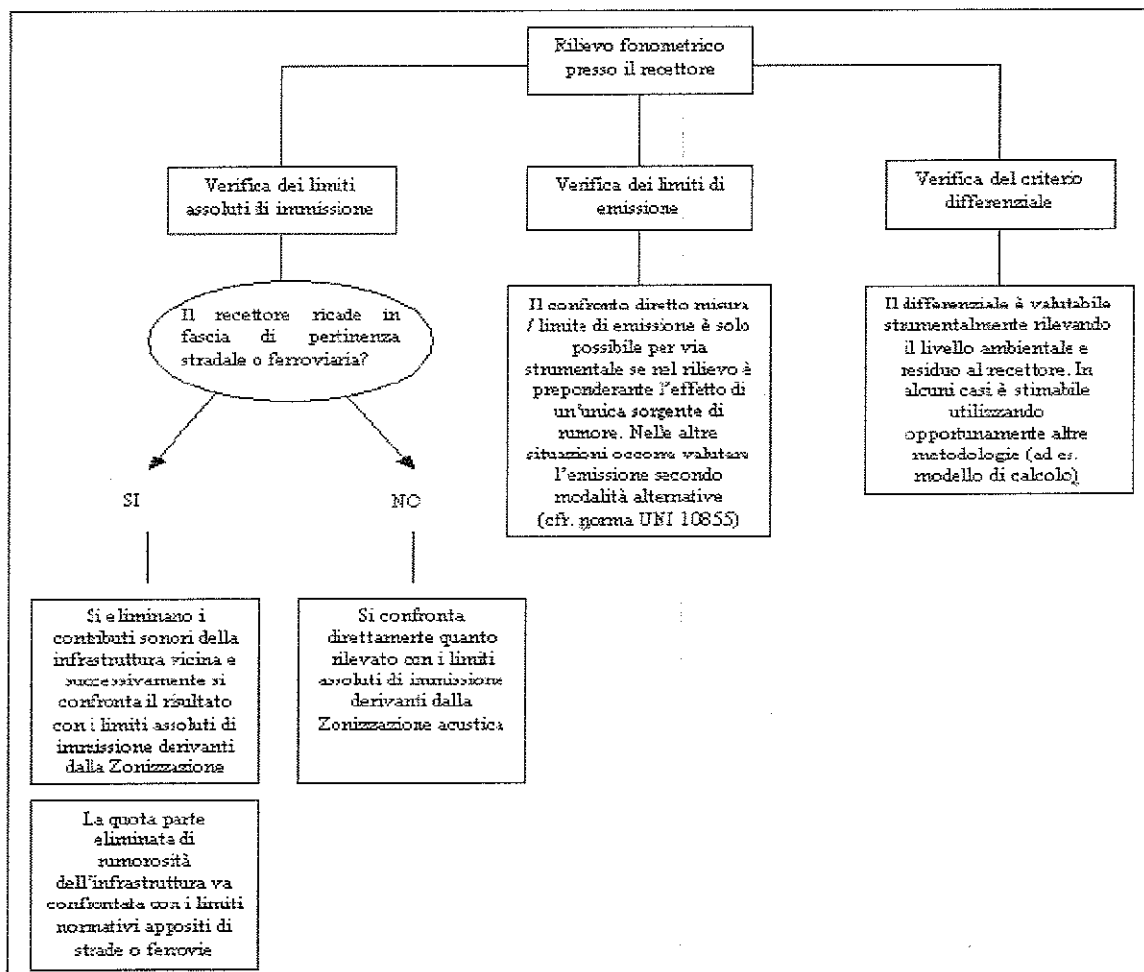 Rilievo fonometrico
presso il recettore
Verifica dei limiti
assoluti di immissione
Verifica dei limiti di
emissione
Verifica del criterio
differenziale
Il recettore ricade in
fascia di pertinenza
stradale o ferroviaria?
Il confronto diretto misura
/ limite di emissione è solo
possibile per via
strumentale se nel rilievo è
preponderante l'effetto di
un'unica sorgente di
rumore. Nelle altre
situazioni occorre valutare
l'emissione secondo
modalità alternative
(cfr. norma UNI 10855)
Il differenziale è valutabile
strumentalmente rilevando
il livello ambientale e
residuo al recettore. In
alcuni casi è stimabile
utilizzando
opportunamente altre
metodologie (ad es.
modello di calcolo)
SI
NO
Si eliminano i
contributi sonori della
infrastruttura vicina e
successivamente si
confronta il risultato
con i limiti assoluti di
immissione derivanti
dalla Zonizzazione
Si confronta
direttamente quanto
rilevato con i limiti
assoluti di immissione
derivanti dalla
Zonizzazione acustica
La quota parte
eliminata di
rumorosità
dell'infrastruttura va
confrontata con i limiti
normativi appositi di
strade o ferrovie